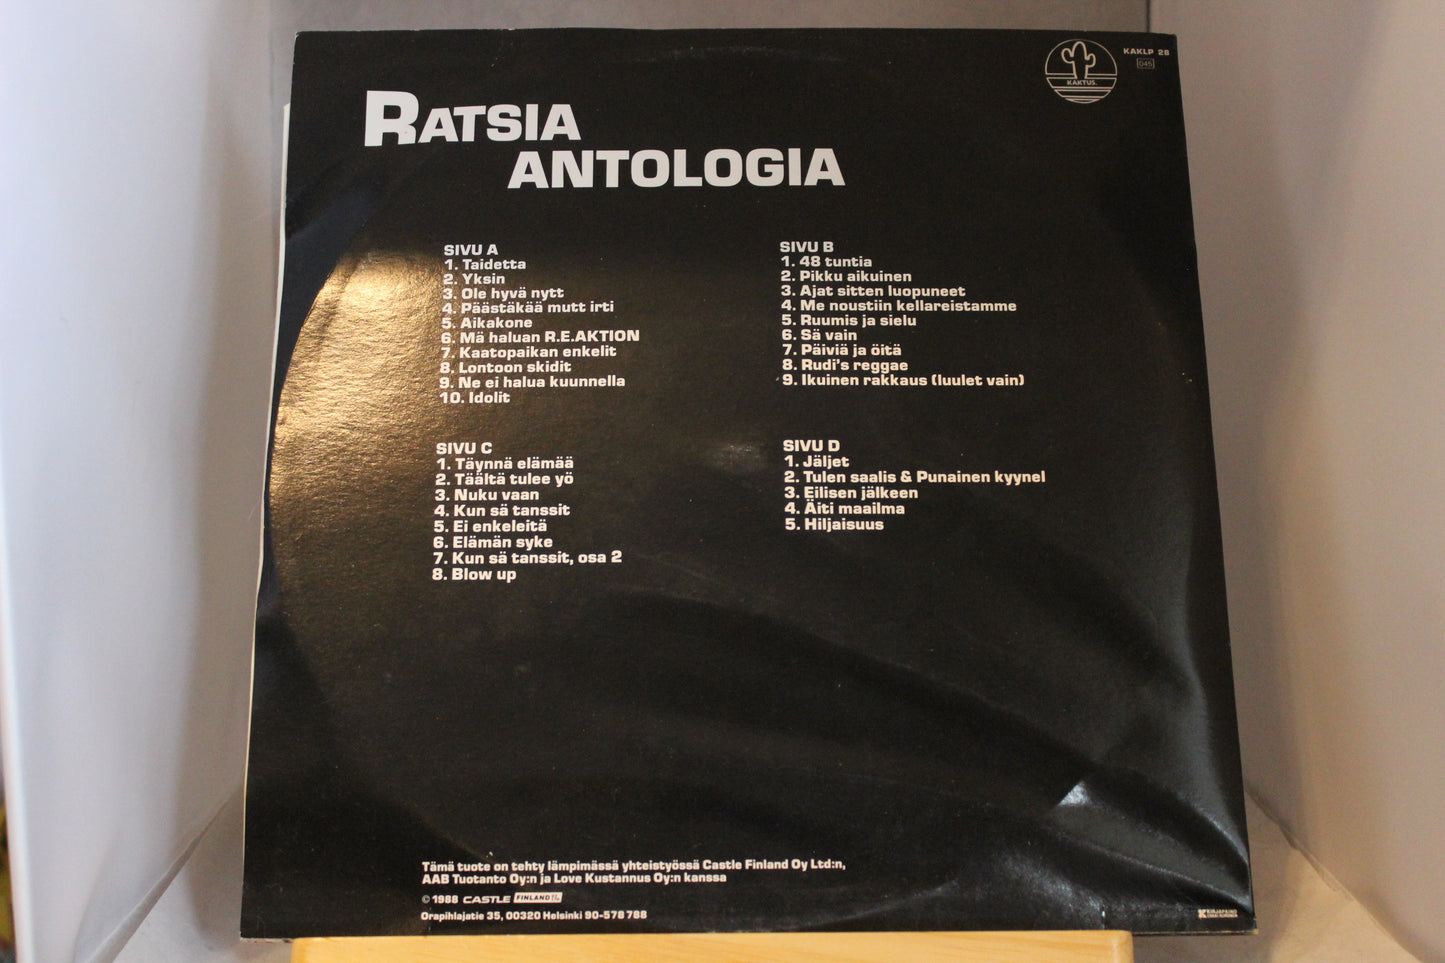 KAKTUS.
KAKLP 28
045
RATSIA
ANTOLOGIA
SIVU A
1. Taidetta
2. Yksin
3. Ole hyvä nytt
4. Päästäkää mutt irti
5. Aikakone
6. Mä haluan R.E.AKTION
7. Kaatopaikan enkelit
8. Lontoon skidit
9. Ne ei halua kuunnella
10. Idolit
SIVU B
1. 48 tuntia
2. Pikku aikuinen
3. Ajat sitten luopuneet
4. Me noustiin kellareistamme
5. Ruumis ja sielu
6. Sä vain
7. Päiviä ja öitä
8. Rudi's reggae
9. Ikuinen rakkaus (luulet vain)
SIVU C
1. Täynnä elämää
2. Täältä tulee yö
3. Nuku vaan
4. Kun sä tanssit
5. Ei enkeleitä
6. Elämän syke
7. Kun sä tanssit, osa 2
8. Blow up
SIVU D
1. Jäljet
2. Tulen saalis & Punainen kyynel
3. Eilisen jälkeen
4. Äiti maailma
5. Hiljaisuus
Tämä tuote on tehty lämpimässä yhteistyössä Castle Finland Oy Ltd:n,
AAB Tuotanto Oy:n ja Love Kustannus Oy:n kanssa
© 1988 CASTLE FINLAND
Orapihlajatie 35, 00320 Helsinki 90-578 788
KIRJAPAINO